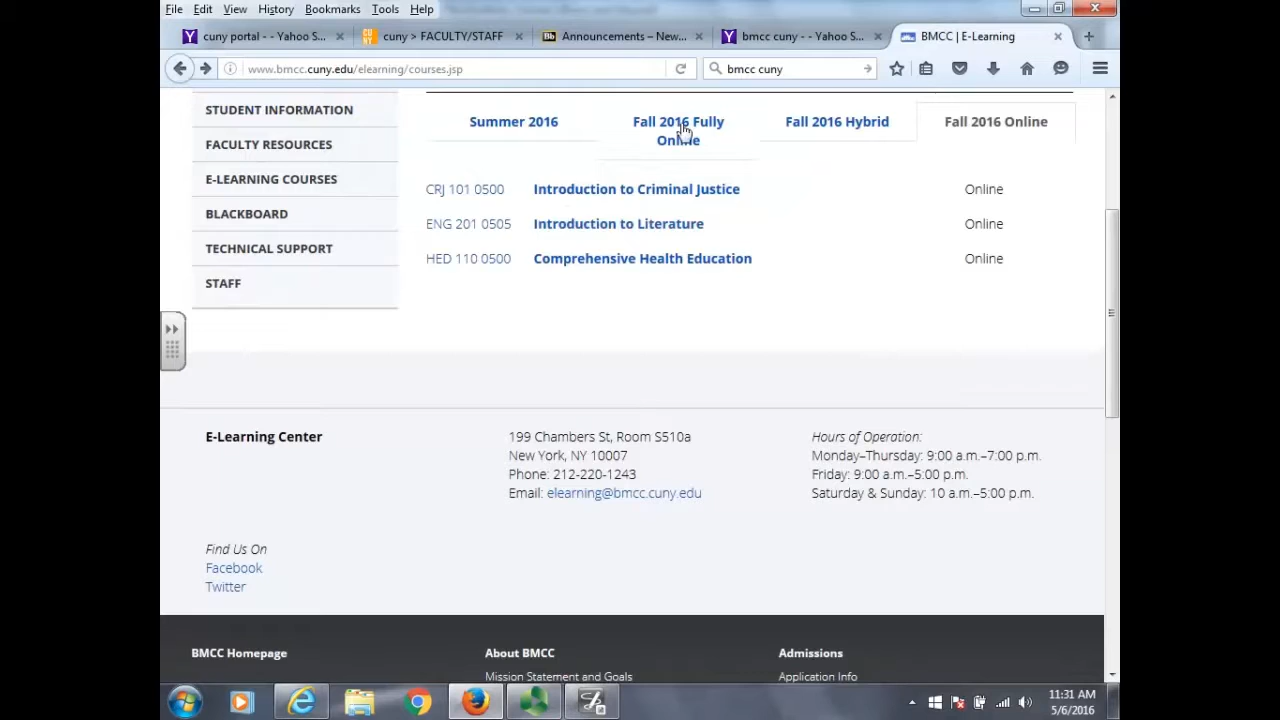 File Edit View History Bookmarks Tools Help
cuny portal - - Yahoo S...
cuny > FACULTY/STAFF
Announcements – New...
bmcc cuny - - Yahoo S...
BMCC | E-Learning
www.bmcc.cuny.edu/elearning/courses.jsp
bmcc cuny
STUDENT INFORMATION
FACULTY RESOURCES
E-LEARNING COURSES
BLACKBOARD
TECHNICAL SUPPORT
STAFF
Summer 2016
Fall 2016 Fully
Online
Fall 2016 Hybrid
Fall 2016 Online
CRJ 101 0500 Introduction to Criminal Justice Online
ENG 201 0505 Introduction to Literature Online
HED 110 0500 Comprehensive Health Education Online
E-Learning Center
199 Chambers St, Room S510a
New York, NY 10007
Phone: 212-220-1243
Email: elearning@bmcc.cuny.edu
Hours of Operation:
Monday–Thursday: 9:00 a.m.–7:00 p.m.
Friday: 9:00 a.m.–5:00 p.m.
Saturday & Sunday: 10 a.m.–5:00 p.m.
Find Us On
Facebook
Twitter
BMCC Homepage
About BMCC
Mission Statement and Goals
Admissions
Application Info
11:31 AM
5/6/2016